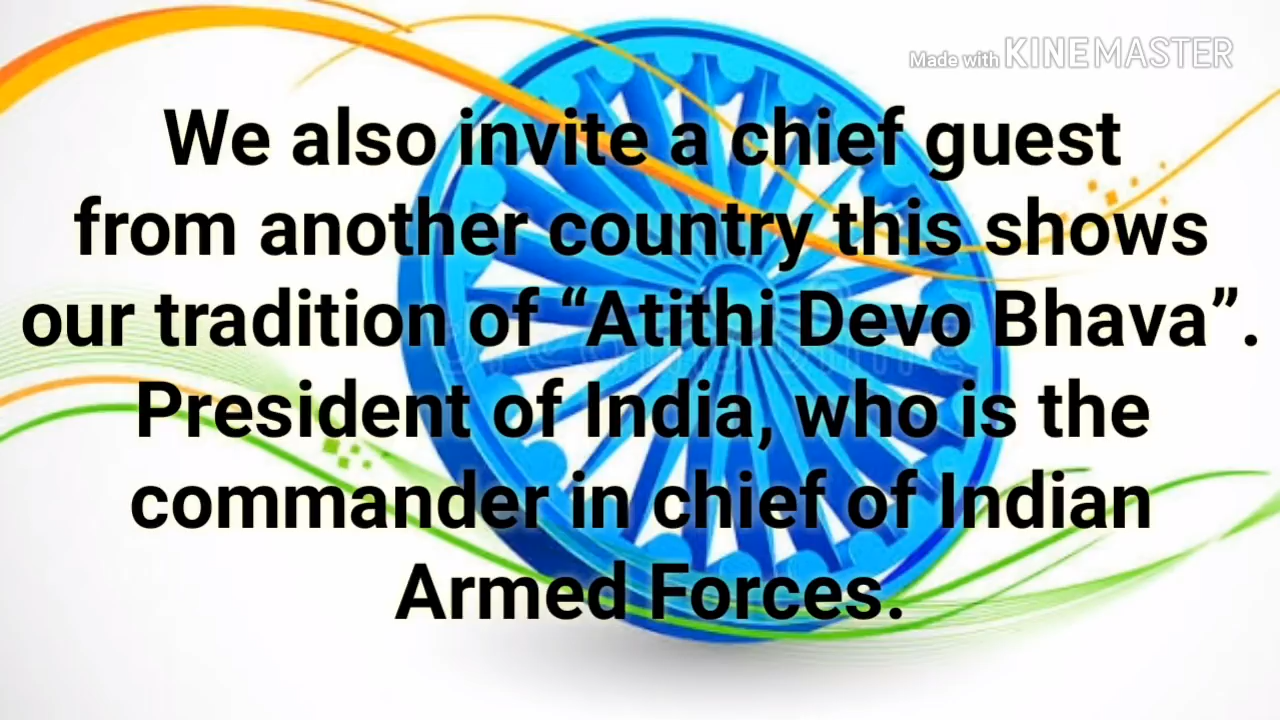 Made with KINEMASTER
We also invite a chief guest
from another country this shows
our tradition of “Atithi Devo Bhava”.
President of India, who is the
commander in chief of Indian
Armed Forces.